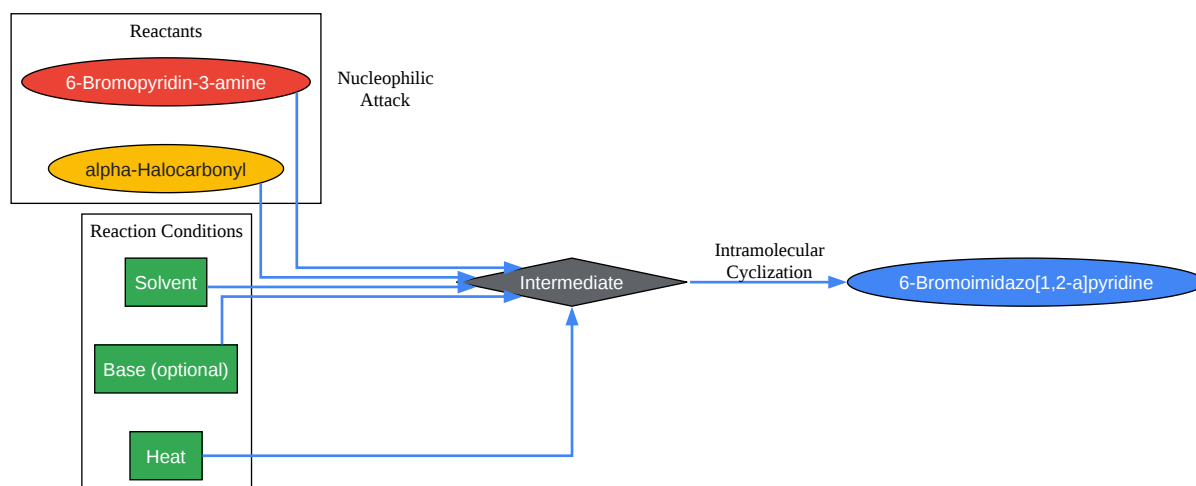 Reactants
6-Bromopyridin-3-amine
Nucleophilic
Attack
alpha-Halocarbonyl
Reaction Conditions
Solvent
Base (optional)
Heat
Intermediate
Intramolecular
Cyclization
6-Bromoimidazo[1,2-a]pyridine